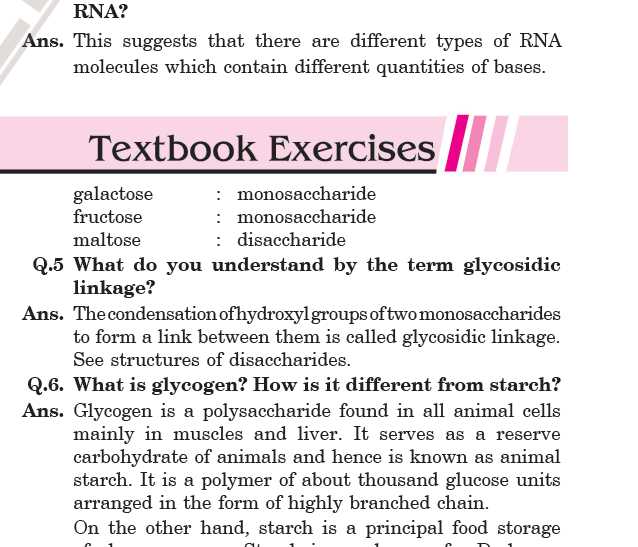 RNA?
Ans. This suggests that there are different types of RNA
molecules which contain different quantities of bases.
Textbook Exercises
galactose : monosaccharide
fructose : monosaccharide
maltose : disaccharide
Q.5 What do you understand by the term glycosidic
linkage?
Ans. The condensation of hydroxyl groups of two monosaccharides
to form a link between them is called glycosidic linkage.
See structures of disaccharides.
Q.6. What is glycogen? How is it different from starch?
Ans. Glycogen is a polysaccharide found in all animal cells
mainly in muscles and liver. It serves as a reserve
carbohydrate of animals and hence is known as animal
starch. It is a polymer of about thousand glucose units
arranged in the form of highly branched chain.
On the other hand, starch is a principal food storage